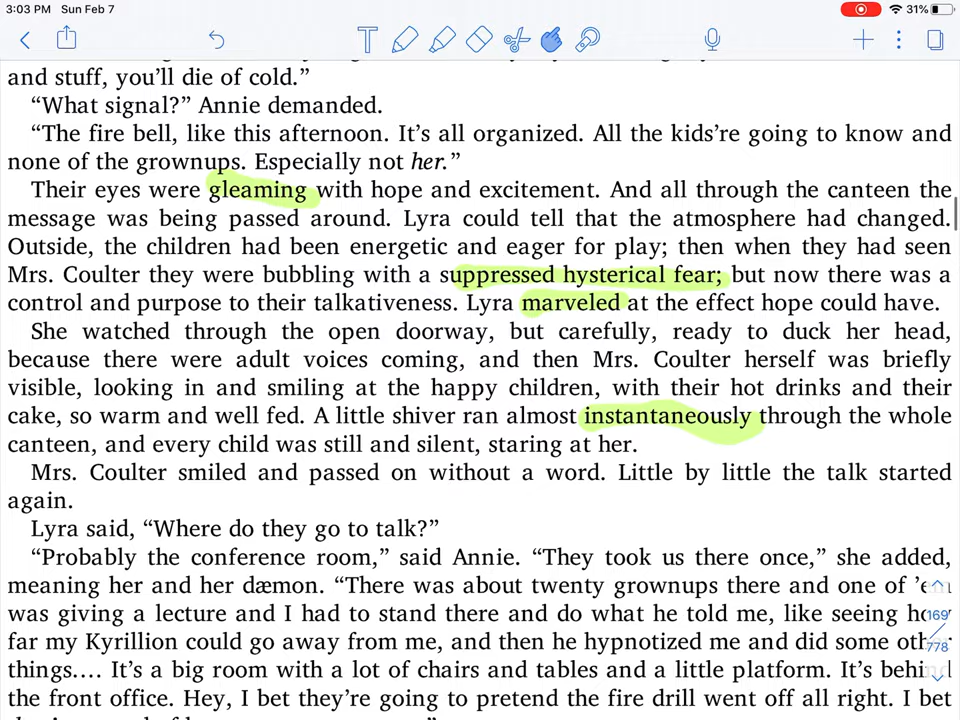 3:03 PM Sun Feb 7 31%
and stuff, you’ll die of cold.”
“What signal?” Annie demanded.
“The fire bell, like this afternoon. It’s all organized. All the kids’re going to know and
none of the grownups. Especially not her.”
Their eyes were gleaming with hope and excitement. And all through the canteen the
message was being passed around. Lyra could tell that the atmosphere had changed.
Outside, the children had been energetic and eager for play; then when they had seen
Mrs. Coulter they were bubbling with a suppressed hysterical fear; but now there was a
control and purpose to their talkativeness. Lyra marveled at the effect hope could have.
She watched through the open doorway, but carefully, ready to duck her head,
because there were adult voices coming, and then Mrs. Coulter herself was briefly
visible, looking in and smiling at the happy children, with their hot drinks and their
cake, so warm and well fed. A little shiver ran almost instantaneously through the whole
canteen, and every child was still and silent, staring at her.
Mrs. Coulter smiled and passed on without a word. Little by little the talk started
again.
Lyra said, “Where do they go to talk?”
“Probably the conference room,” said Annie. “They took us there once,” she added,
meaning her and her dæmon. “There was about twenty grownups there and one of ’em
was giving a lecture and I had to stand there and do what he told me, like seeing how
far my Kyrillion could go away from me, and then he hypnotized me and did some other
things.... It’s a big room with a lot of chairs and tables and a little platform. It’s behind
the front office. Hey, I bet they’re going to pretend the fire drill went off all right. I bet
169
778